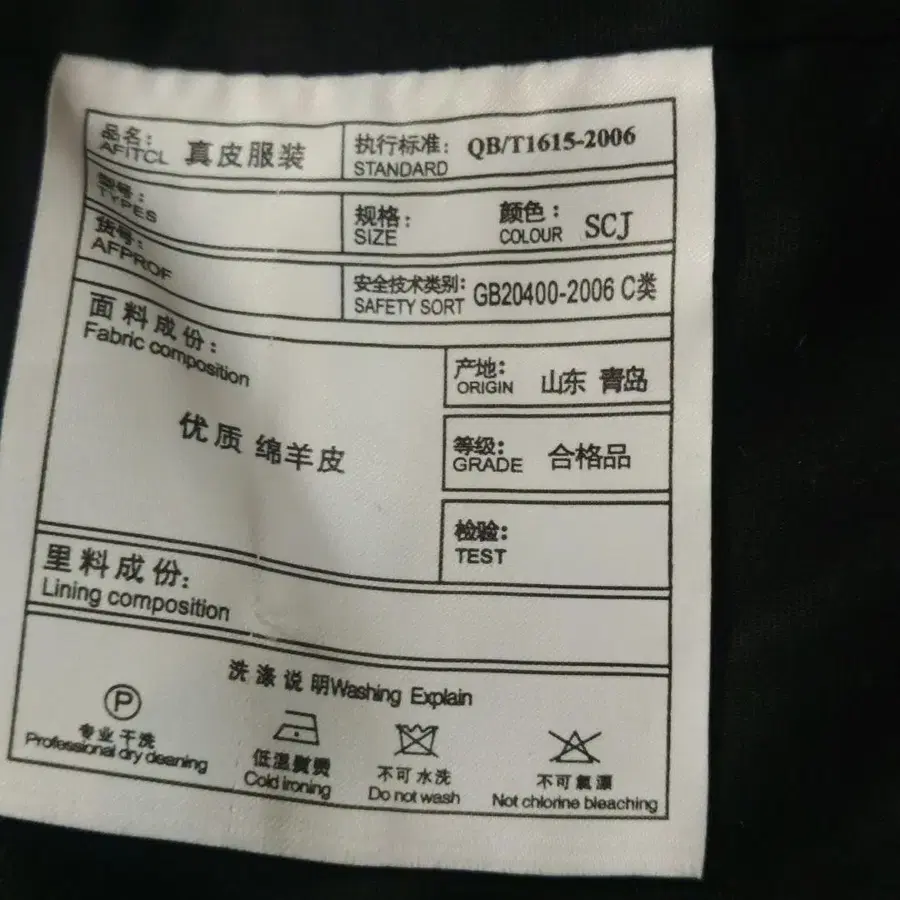 品名: 真皮服装
AFITCL
执行标准: QB/T1615-2006
STANDARD
型号:
TYPES
规格:
SIZE
颜色: SCJ
COLOUR
货号:
AFPROF
安全技术类别: GB20400-2006 C类
SAFETY SORT
面料成份:
Fabric composition
优质 绵羊皮
产地: 山东 青岛
ORIGIN
等级: 合格品
GRADE
检验:
TEST
里料成份:
Lining composition
洗涤说明Washing Explain
P
专业干洗
Professional dry cleaning
低温熨烫
Cold ironing
不可水洗
Do not wash
不可氯漂
Not chlorine bleaching